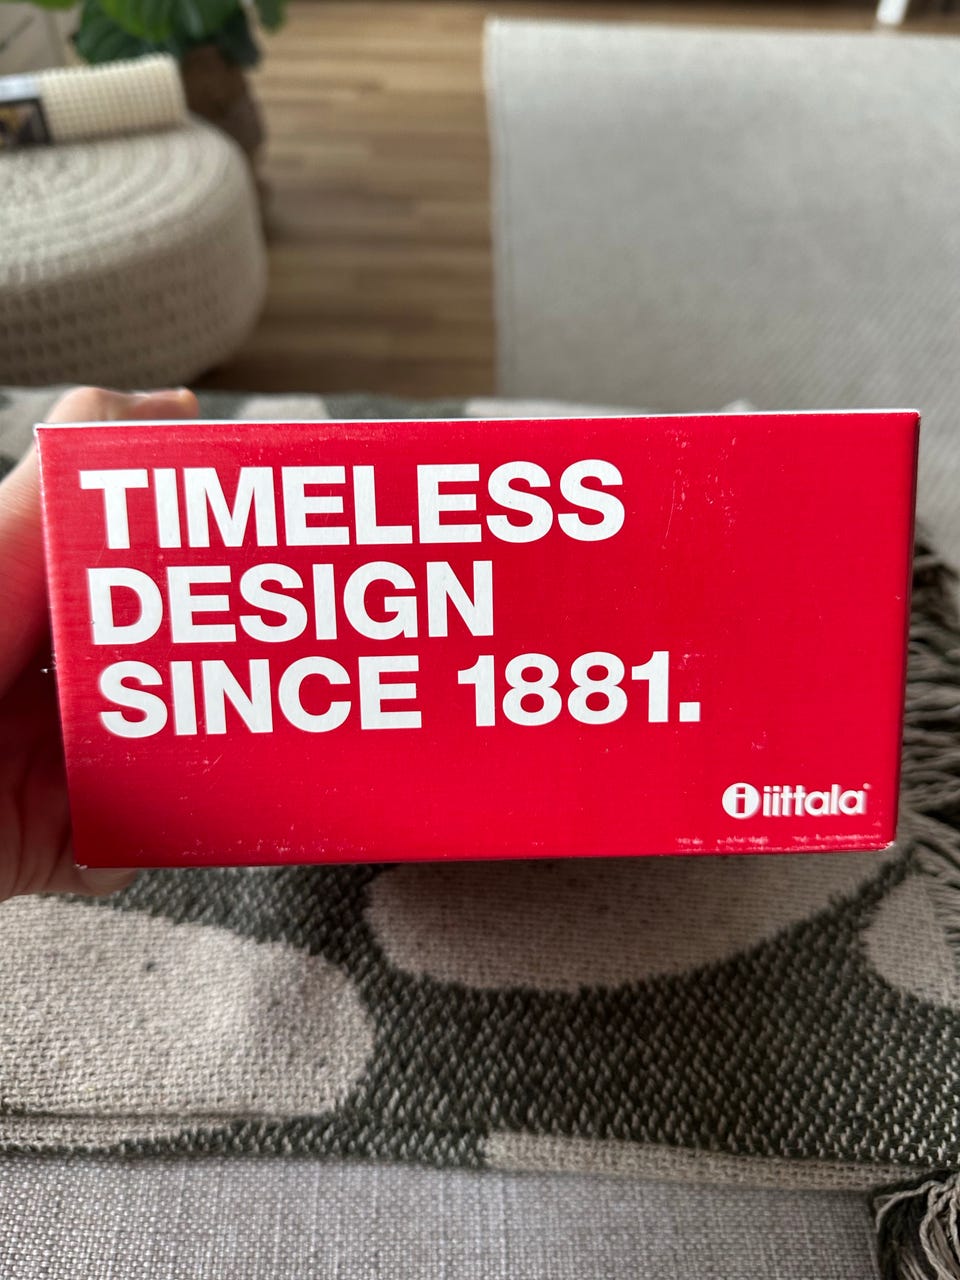 TIMELESS
DESIGN
SINCE 1881.
i iittala